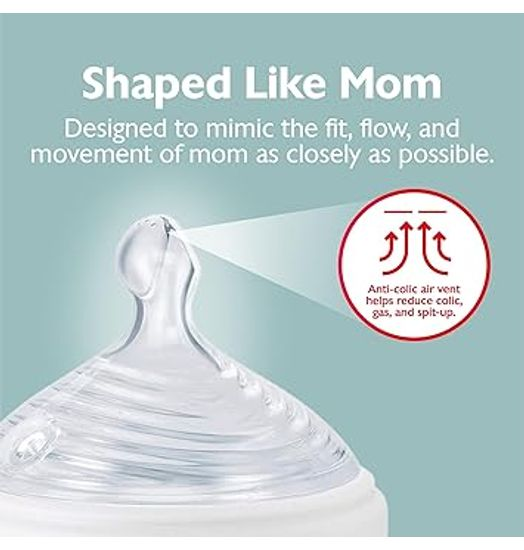 Shaped Like Mom
Designed to mimic the fit, flow, and
movement of mom as closely as possible.
Anti-colic air vent
helps reduce colic,
gas, and spit-up.